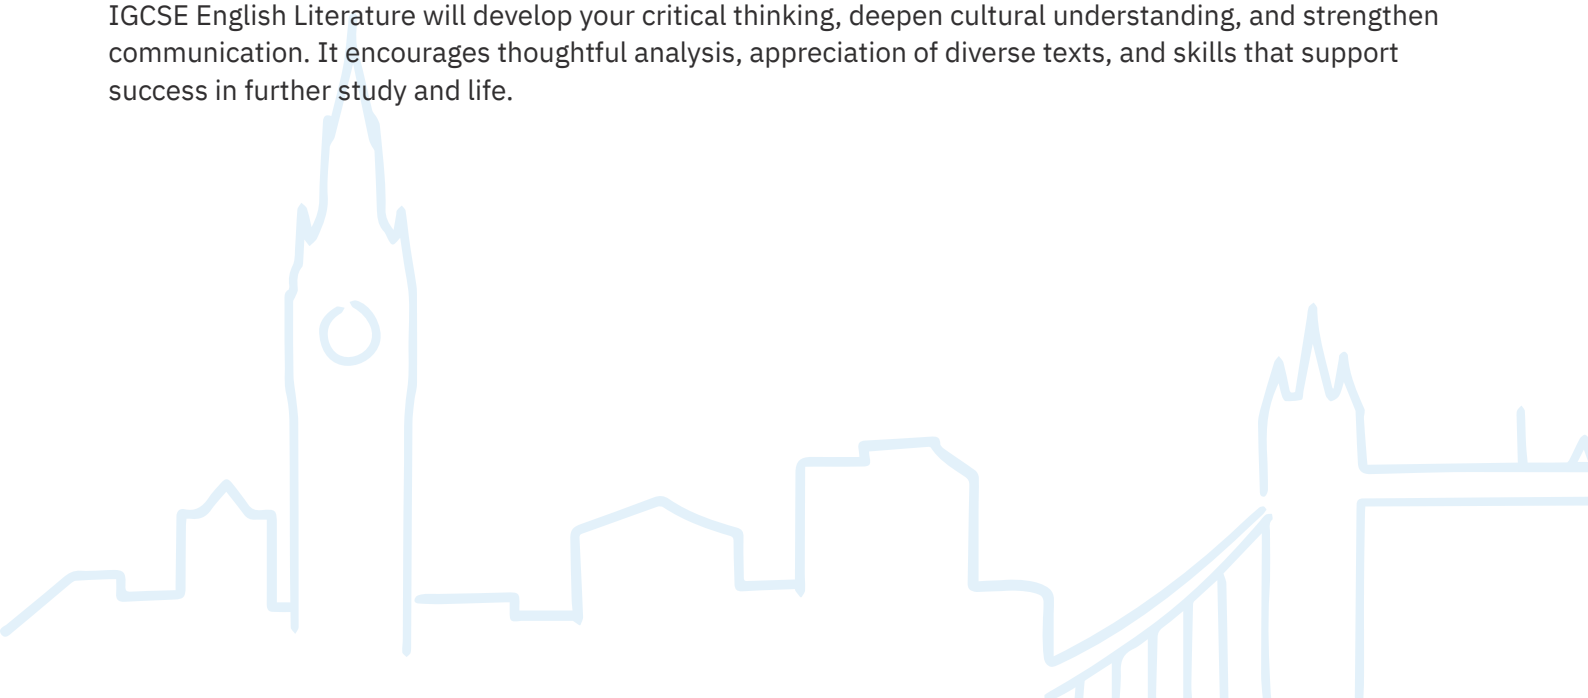 IGCSE English Literature will develop your critical thinking, deepen cultural understanding, and strengthen
communication. It encourages thoughtful analysis, appreciation of diverse texts, and skills that support
success in further study and life.